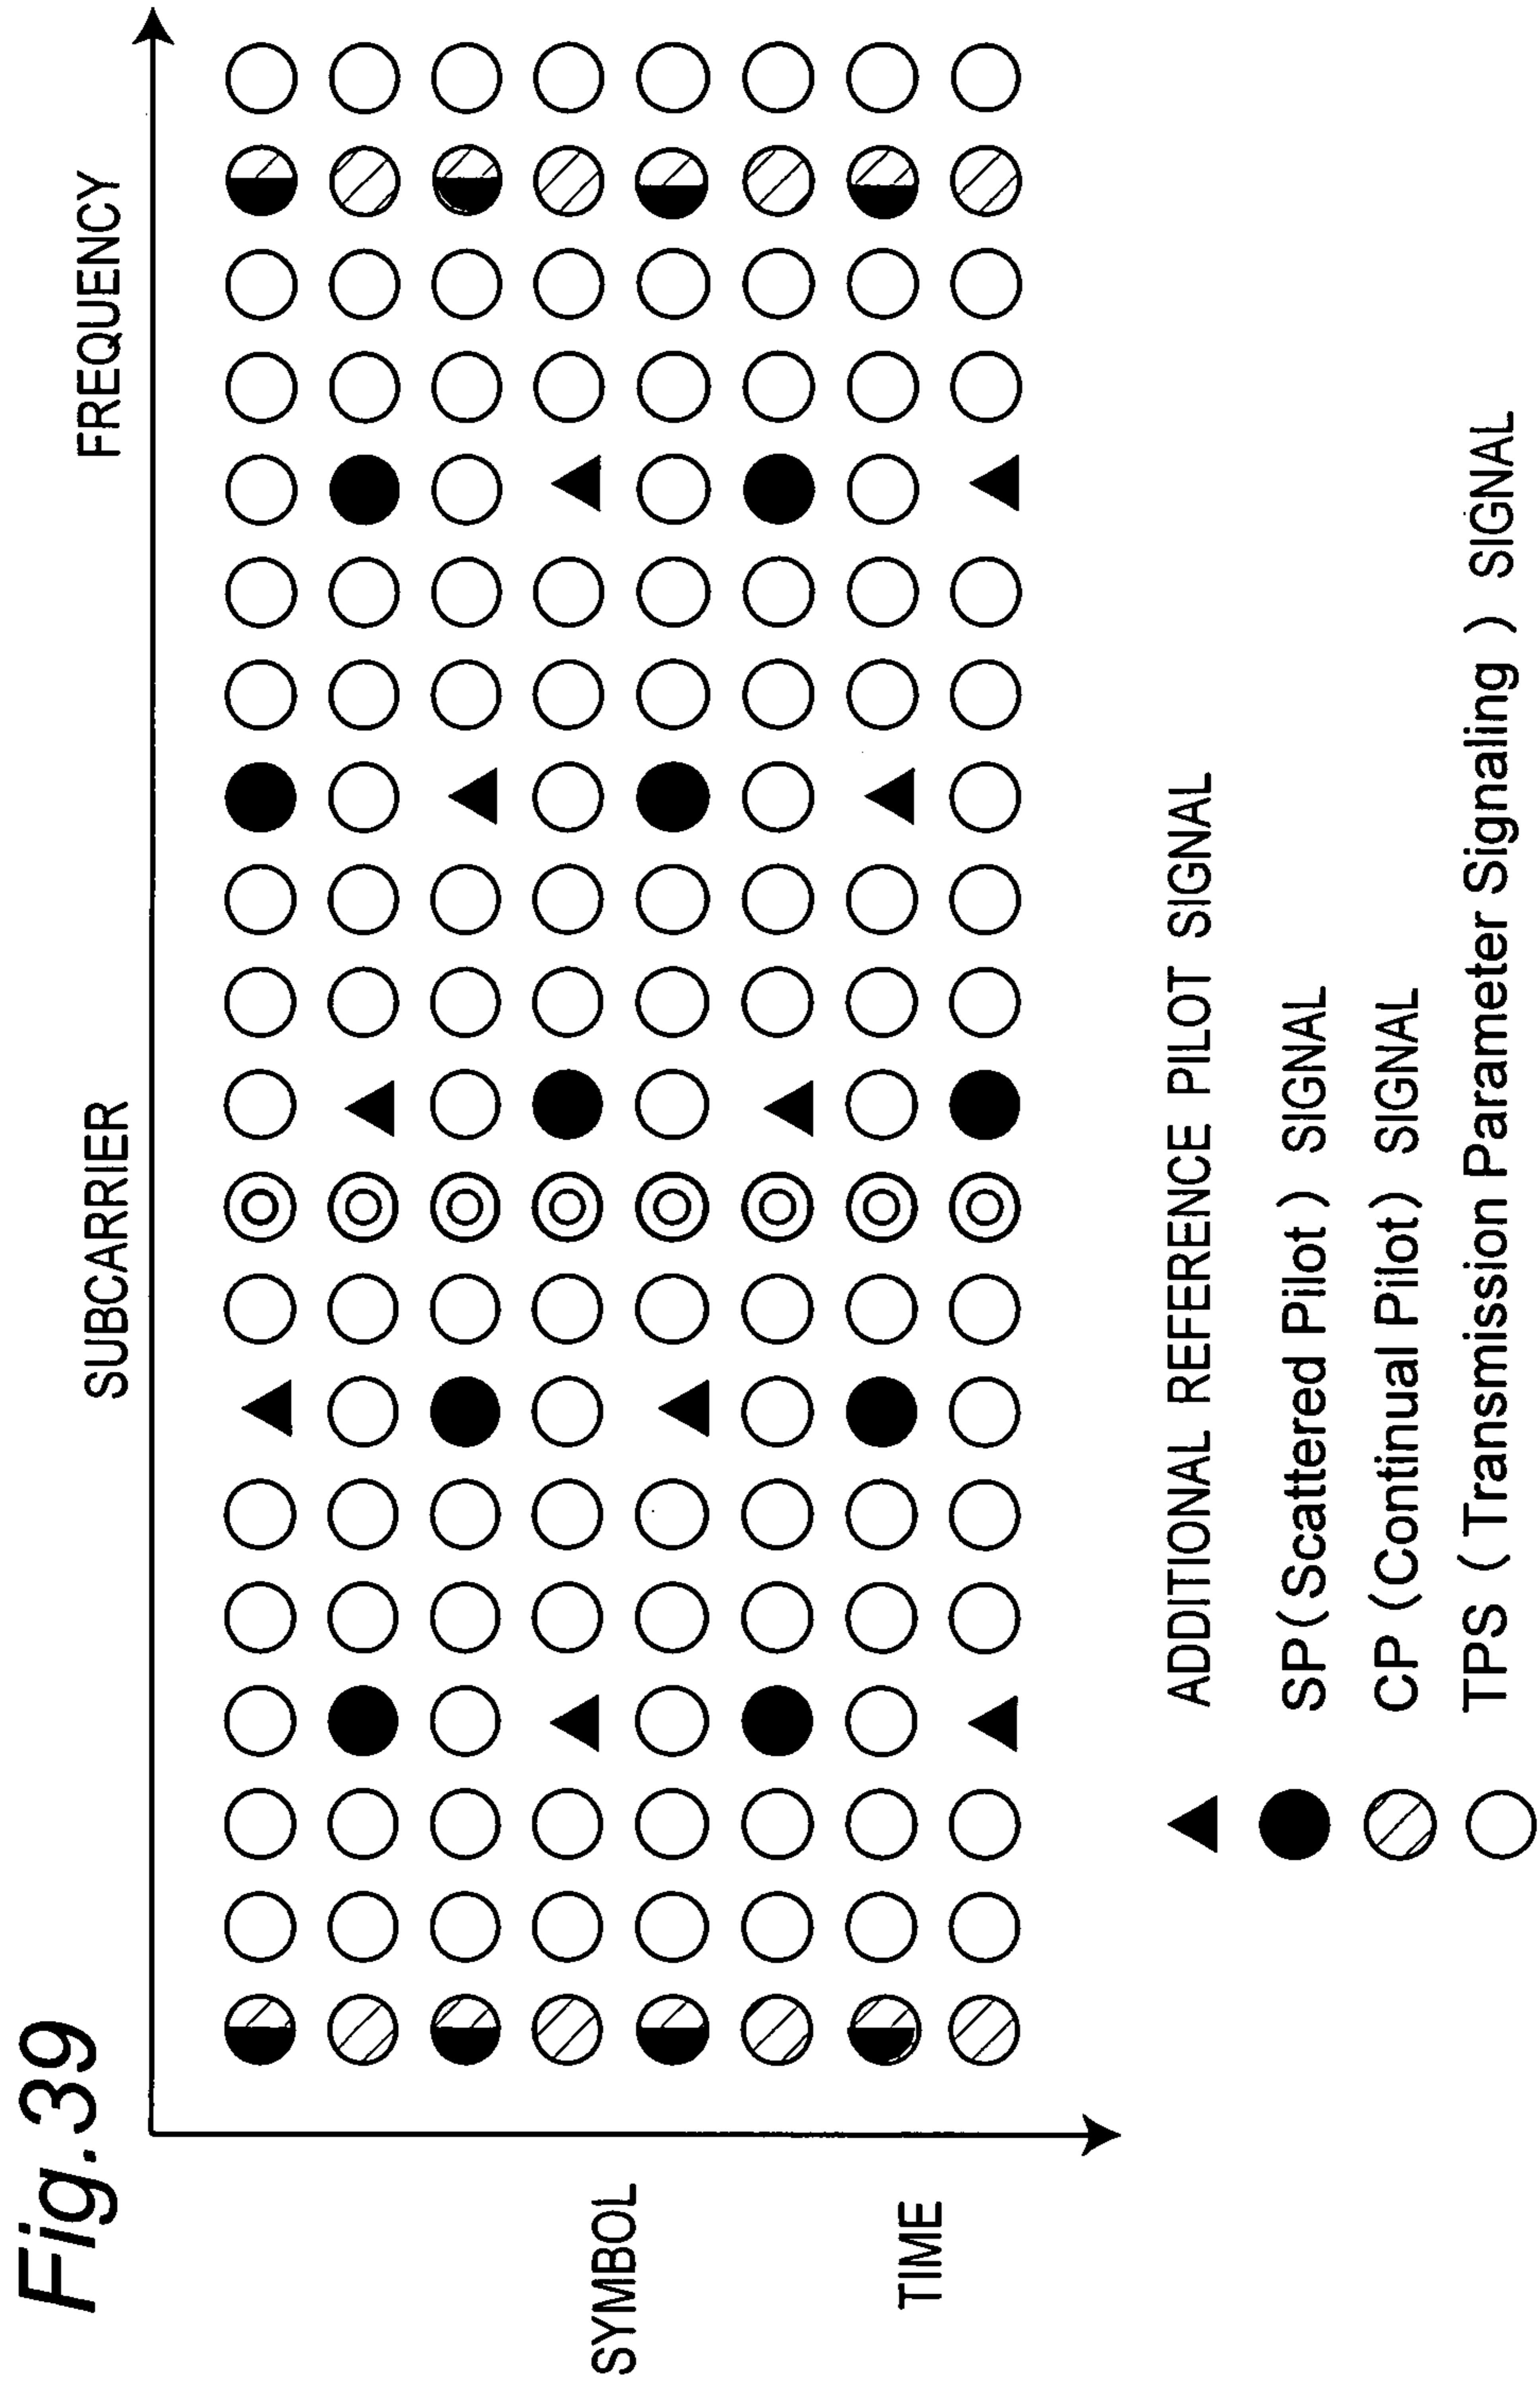 Fig.39
SUBCARRIER
FREQUENCY
SYMBOL
TIME
ADDITIONAL REFERENCE PILOT SIGNAL
SP(Scattered Pilot ) SIGNAL
CP (Continual Pilot) SIGNAL
TPS ( Transmission Parameter Signaling ) SIGNAL